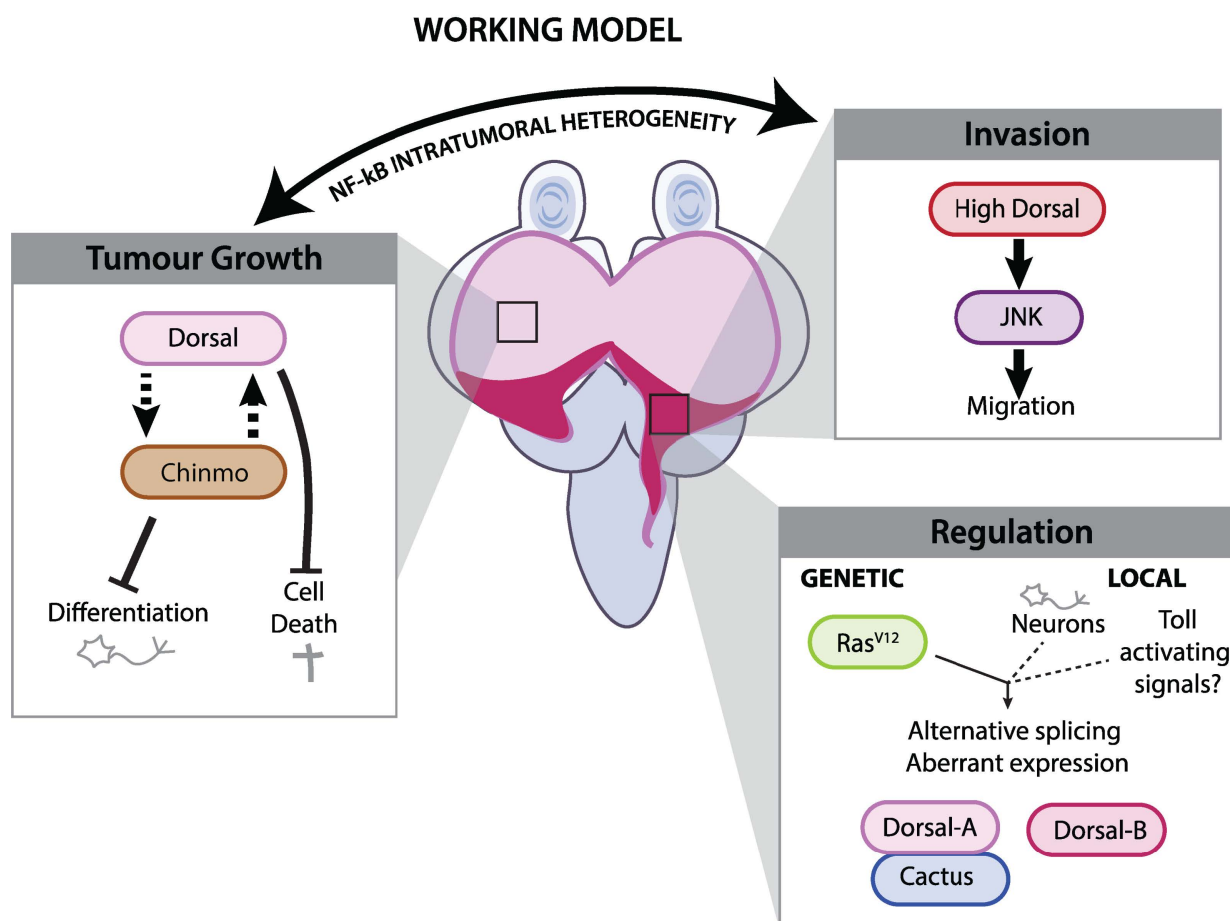 WORKING MODEL
NF-kB INTRATUMORAL HETEROGENEITY
Tumour Growth
Dorsal
Chinmo
Differentiation
Cell
Death
Invasion
High Dorsal
JNK
Migration
Regulation
GENETIC
LOCAL
Ras^V12
Neurons
Toll
activating
signals?
Alternative splicing
Aberrant expression
Dorsal-A
Dorsal-B
Cactus